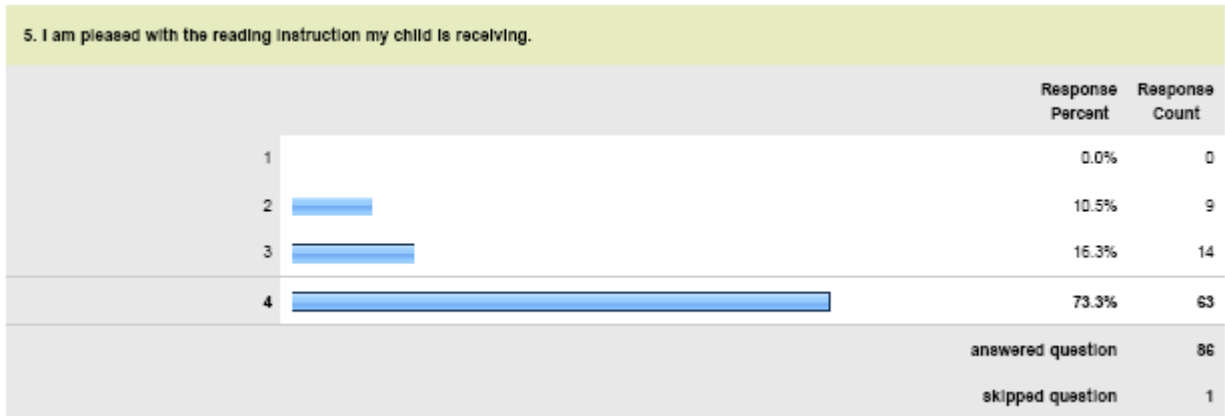 5. I am pleased with the reading instruction my child is receiving.
Response Percent Response Count
1 0.0% 0
2 10.5% 9
3 16.3% 14
4 73.3% 63
answered question 86
skipped question 1